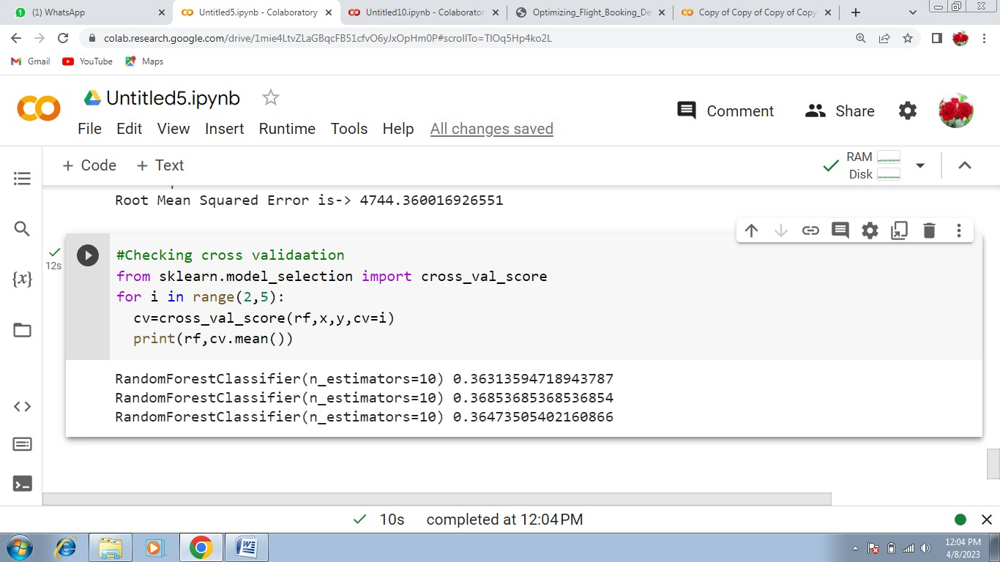 (1) WhatsApp
Untitled5.ipynb - Colaboratory
Untitled10.ipynb - Colaborator
Optimizing_Flight_Booking_De
Copy of Copy of Copy of Copy
colab.research.google.com/drive/1mie4LtvZLaGBqcFB51cfvO6yJxOpHm0P#scrollTo=TlOq5Hp4ko2L
Gmail
YouTube
Maps
Untitled5.ipynb
File Edit View Insert Runtime Tools Help All changes saved
Comment
Share
+ Code + Text
RAM
Disk
Root Mean Squared Error is-> 4744.360016926551
12s
#Checking cross validaation
from sklearn.model_selection import cross_val_score
for i in range(2,5):
cv=cross_val_score(rf,x,y,cv=i)
print(rf,cv.mean())
RandomForestClassifier(n_estimators=10) 0.36313594718943787
RandomForestClassifier(n_estimators=10) 0.36853685368536854
RandomForestClassifier(n_estimators=10) 0.36473505402160866
{x}
10s completed at 12:04 PM
12:04 PM
4/8/2023